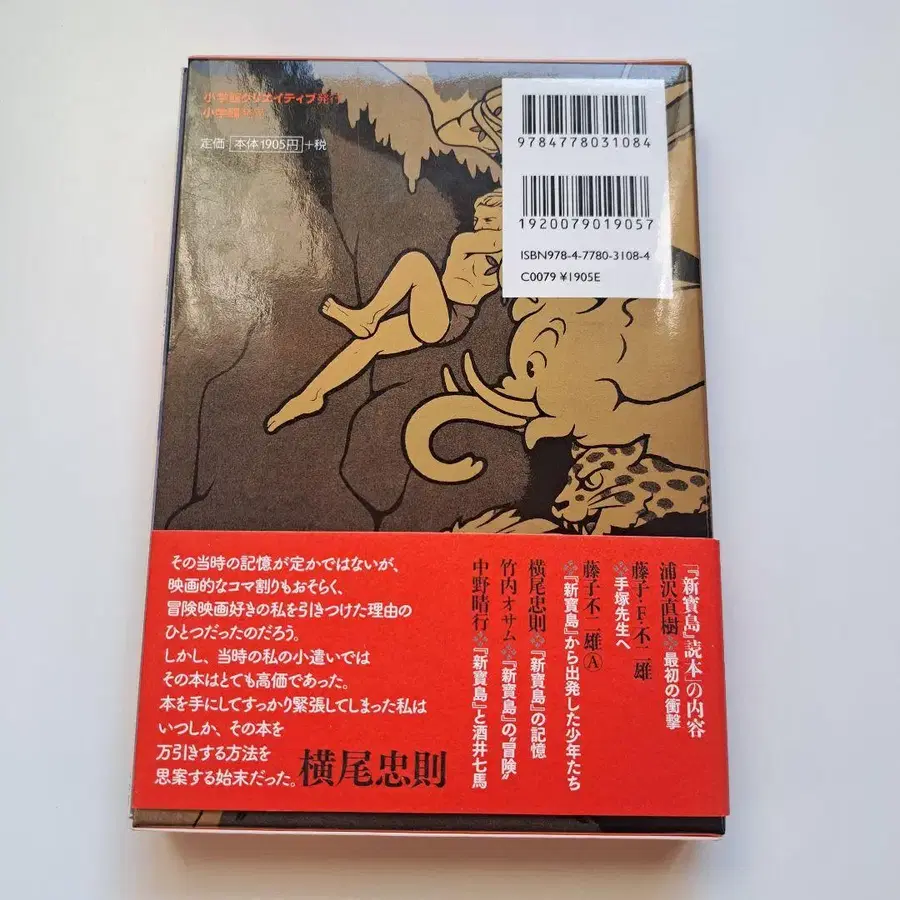 小学館クリエイティブ発行
小学館
定価 本体1905円 +税
9784778031084
1920079019057
ISBN978-4-7780-3108-4
C0079 ¥1905E
「『新寶島』読本」の内容
浦沢直樹❖最初の衝撃
藤子・F・不二雄
❖手塚先生へ
藤子不二雄Ⓐ
❖『新寶島』から出発した少年たち
横尾忠則❖『新寶島』の記憶
竹内オサム❖『新寶島』の〝冒険〟
中野晴行❖『新寶島』と酒井七馬
その当時の記憶が定かではないが、
映画的なコマ割りもおそらく、
冒険映画好きの私を引きつけた理由の
ひとつだったのだろう。
しかし、当時の私の小遣いでは
その本はとても高価であった。
本を手にしてすっかり緊張してしまった私は
いつしか、その本を
万引きする方法を
思案する始末だった。横尾忠則